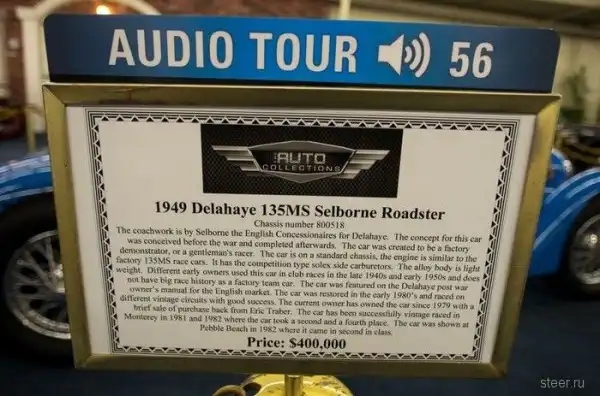 AUDIO TOUR 56
THE AUTO
COLLECTIONS
1949 Delahaye 135MS Selborne Roadster
Chassis number 800518
The coachwork is by Selborne the English Concessionaires for Delahaye. The concept for this car
was conceived before the war and completed afterwards. The car was created to be a factory
demonstrator, or a gentleman's racer. The car is on a standard chassis, the engine is similar to the
factory 135MS race cars. It has the competition type solex side carburetors. The alloy body is light
weight. Different early owners used this car in club races in the late 1940s and early 1950s and does
not have big race history as a factory team car. The car was featured on the Delahaye post war
owner's manual for the English market. The car was restored in the early 1980's and raced on
different vintage circuits with good success. The current owner has owned the car since 1979 with a
brief sale of purchase back from Eric Traber. The car has been successfully vintage raced in
Monterey in 1981 and 1982 where the car took a second and a fourth place. The car was shown at
Pebble Beach in 1982 where it came in second in class.
Price: $400,000
steer.ru